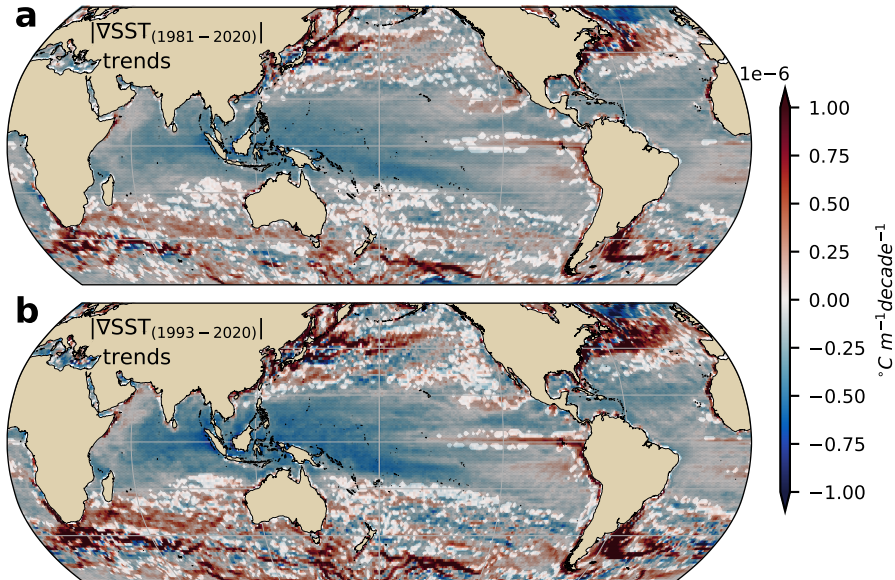 a
|∇SST(1981−2020)|
trends
1e−6
1.00
0.75
0.50
0.25
0.00
−0.25
−0.50
−0.75
−1.00
°C m−1decade−1
b
|∇SST(1993−2020)|
trends